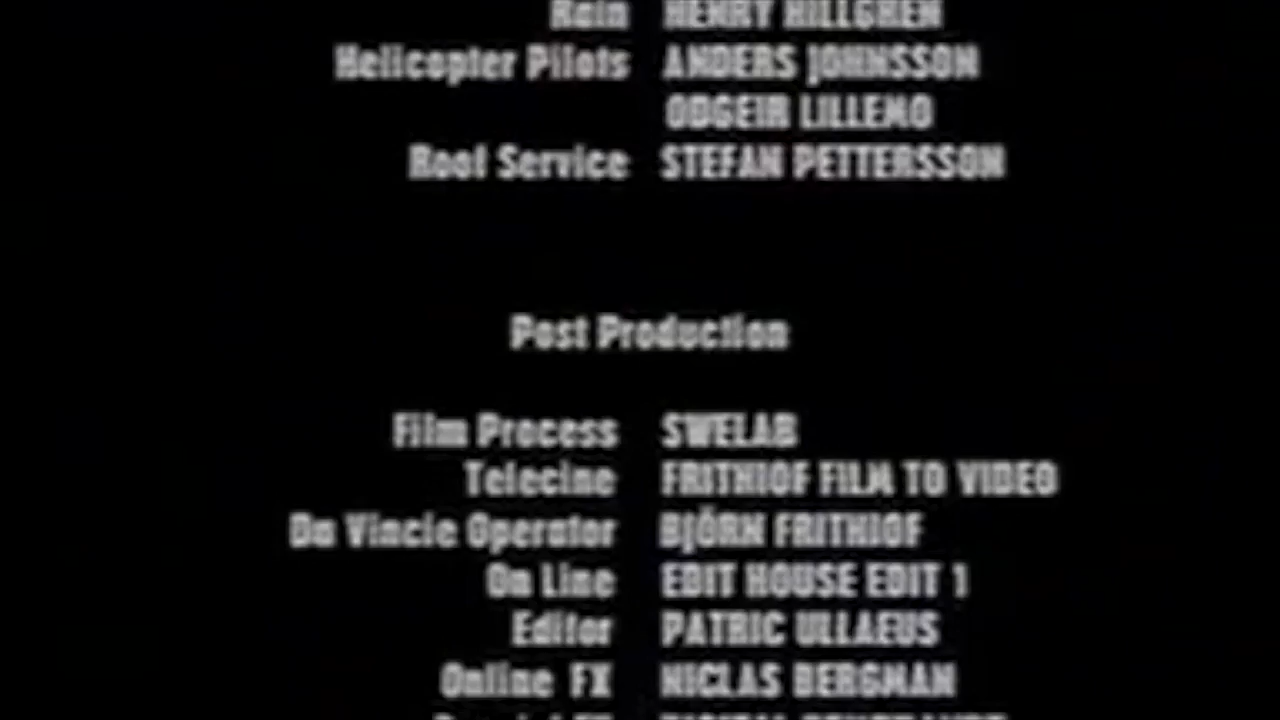 Rain HENRY HILLGREN
Helicopter Pilots ANDERS JOHNSSON
ODGEIR LILLEMO
Roof Service STEFAN PETTERSSON
Post Production
Film Process SWELAB
Telecine FRITHIOF FILM TO VIDEO
Da Vincie Operator BJÖRN FRITHIOF
On Line EDIT HOUSE EDIT 1
Editor PATRIC ULLAEUS
Online FX NICLAS BERGMAN